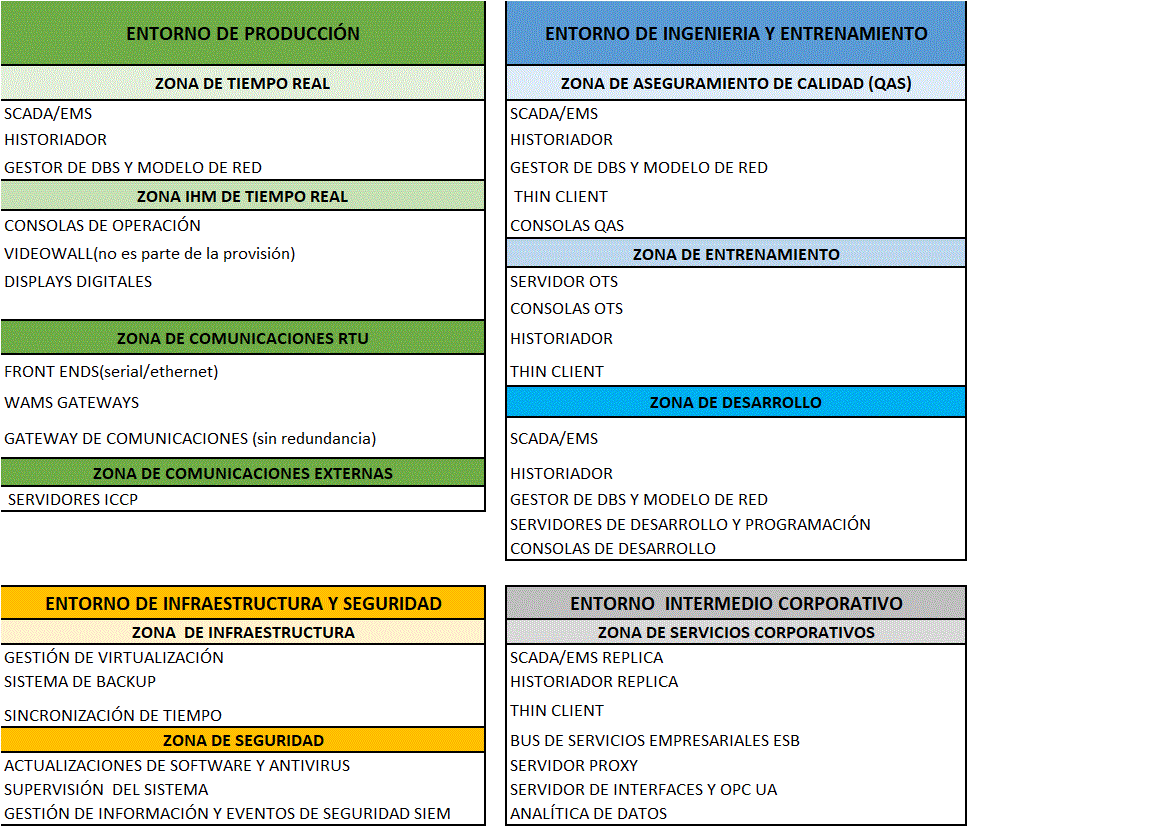 ENTORNO DE PRODUCCIÓN
ZONA DE TIEMPO REAL
SCADA/EMS
HISTORIADOR
GESTOR DE DBS Y MODELO DE RED
ZONA IHM DE TIEMPO REAL
CONSOLAS DE OPERACIÓN
VIDEOWALL(no es parte de la provisión)
DISPLAYS DIGITALES
ZONA DE COMUNICACIONES RTU
FRONT ENDS(serial/ethernet)
WAMS GATEWAYS
GATEWAY DE COMUNICACIONES (sin redundancia)
ZONA DE COMUNICACIONES EXTERNAS
SERVIDORES ICCP
ENTORNO DE INGENIERIA Y ENTRENAMIENTO
ZONA DE ASEGURAMIENTO DE CALIDAD (QAS)
SCADA/EMS
HISTORIADOR
GESTOR DE DBS Y MODELO DE RED
THIN CLIENT
CONSOLAS QAS
ZONA DE ENTRENAMIENTO
SERVIDOR OTS
CONSOLAS OTS
HISTORIADOR
THIN CLIENT
ZONA DE DESARROLLO
SCADA/EMS
HISTORIADOR
GESTOR DE DBS Y MODELO DE RED
SERVIDORES DE DESARROLLO Y PROGRAMACIÓN
CONSOLAS DE DESARROLLO
ENTORNO DE INFRAESTRUCTURA Y SEGURIDAD
ZONA DE INFRAESTRUCTURA
GESTIÓN DE VIRTUALIZACIÓN
SISTEMA DE BACKUP
SINCRONIZACIÓN DE TIEMPO
ZONA DE SEGURIDAD
ACTUALIZACIONES DE SOFTWARE Y ANTIVIRUS
SUPERVISIÓN DEL SISTEMA
GESTIÓN DE INFORMACIÓN Y EVENTOS DE SEGURIDAD SIEM
ENTORNO INTERMEDIO CORPORATIVO
ZONA DE SERVICIOS CORPORATIVOS
SCADA/EMS REPLICA
HISTORIADOR REPLICA
THIN CLIENT
BUS DE SERVICIOS EMPRESARIALES ESB
SERVIDOR PROXY
SERVIDOR DE INTERFACES Y OPC UA
ANALÍTICA DE DATOS